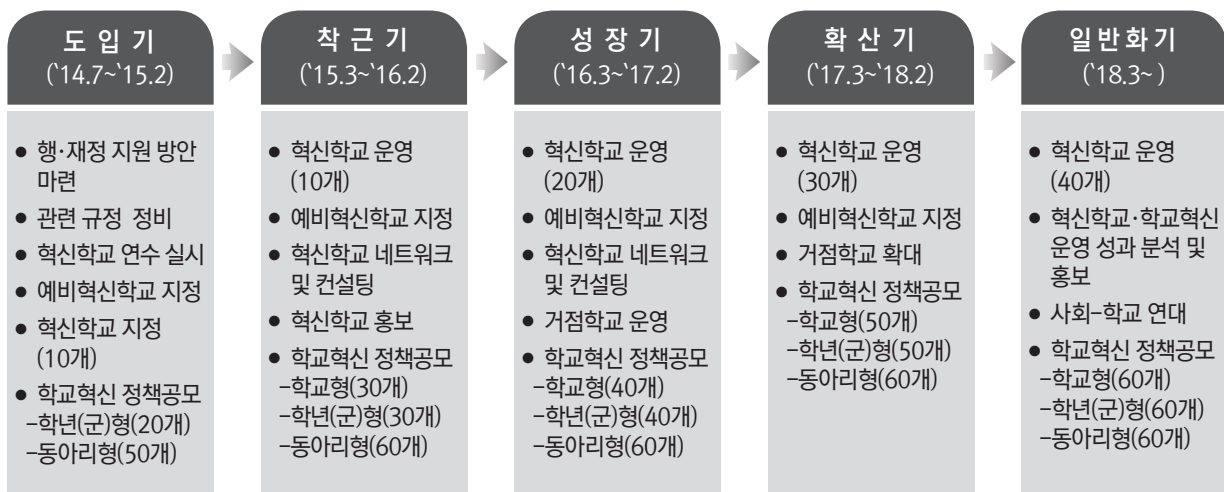 도 입 기
(`14.7~`15.2)
● 행·재정 지원 방안
마련
● 관련 규정 정비
● 혁신학교 연수 실시
● 예비혁신학교 지정
● 혁신학교 지정
(10개)
● 학교혁신 정책공모
-학년(군)형(20개)
-동아리형(50개)
착 근 기
(`15.3~`16.2)
● 혁신학교 운영
(10개)
● 예비혁신학교 지정
● 혁신학교 네트워크
및 컨설팅
● 혁신학교 홍보
● 학교혁신 정책공모
-학교형(30개)
-학년(군)형(30개)
-동아리형(60개)
성 장 기
(`16.3~`17.2)
● 혁신학교 운영
(20개)
● 예비혁신학교 지정
● 혁신학교 네트워크
및 컨설팅
● 거점학교 운영
● 학교혁신 정책공모
-학교형(40개)
-학년(군)형(40개)
-동아리형(60개)
확 산 기
(`17.3~`18.2)
● 혁신학교 운영
(30개)
● 예비혁신학교 지정
● 거점학교 확대
● 학교혁신 정책공모
-학교형(50개)
-학년(군)형(50개)
-동아리형(60개)
일반화기
(`18.3~ )
● 혁신학교 운영
(40개)
● 혁신학교·학교혁신
운영 성과 분석 및
홍보
● 사회-학교 연대
● 학교혁신 정책공모
-학교형(60개)
-학년(군)형(60개)
-동아리형(60개)